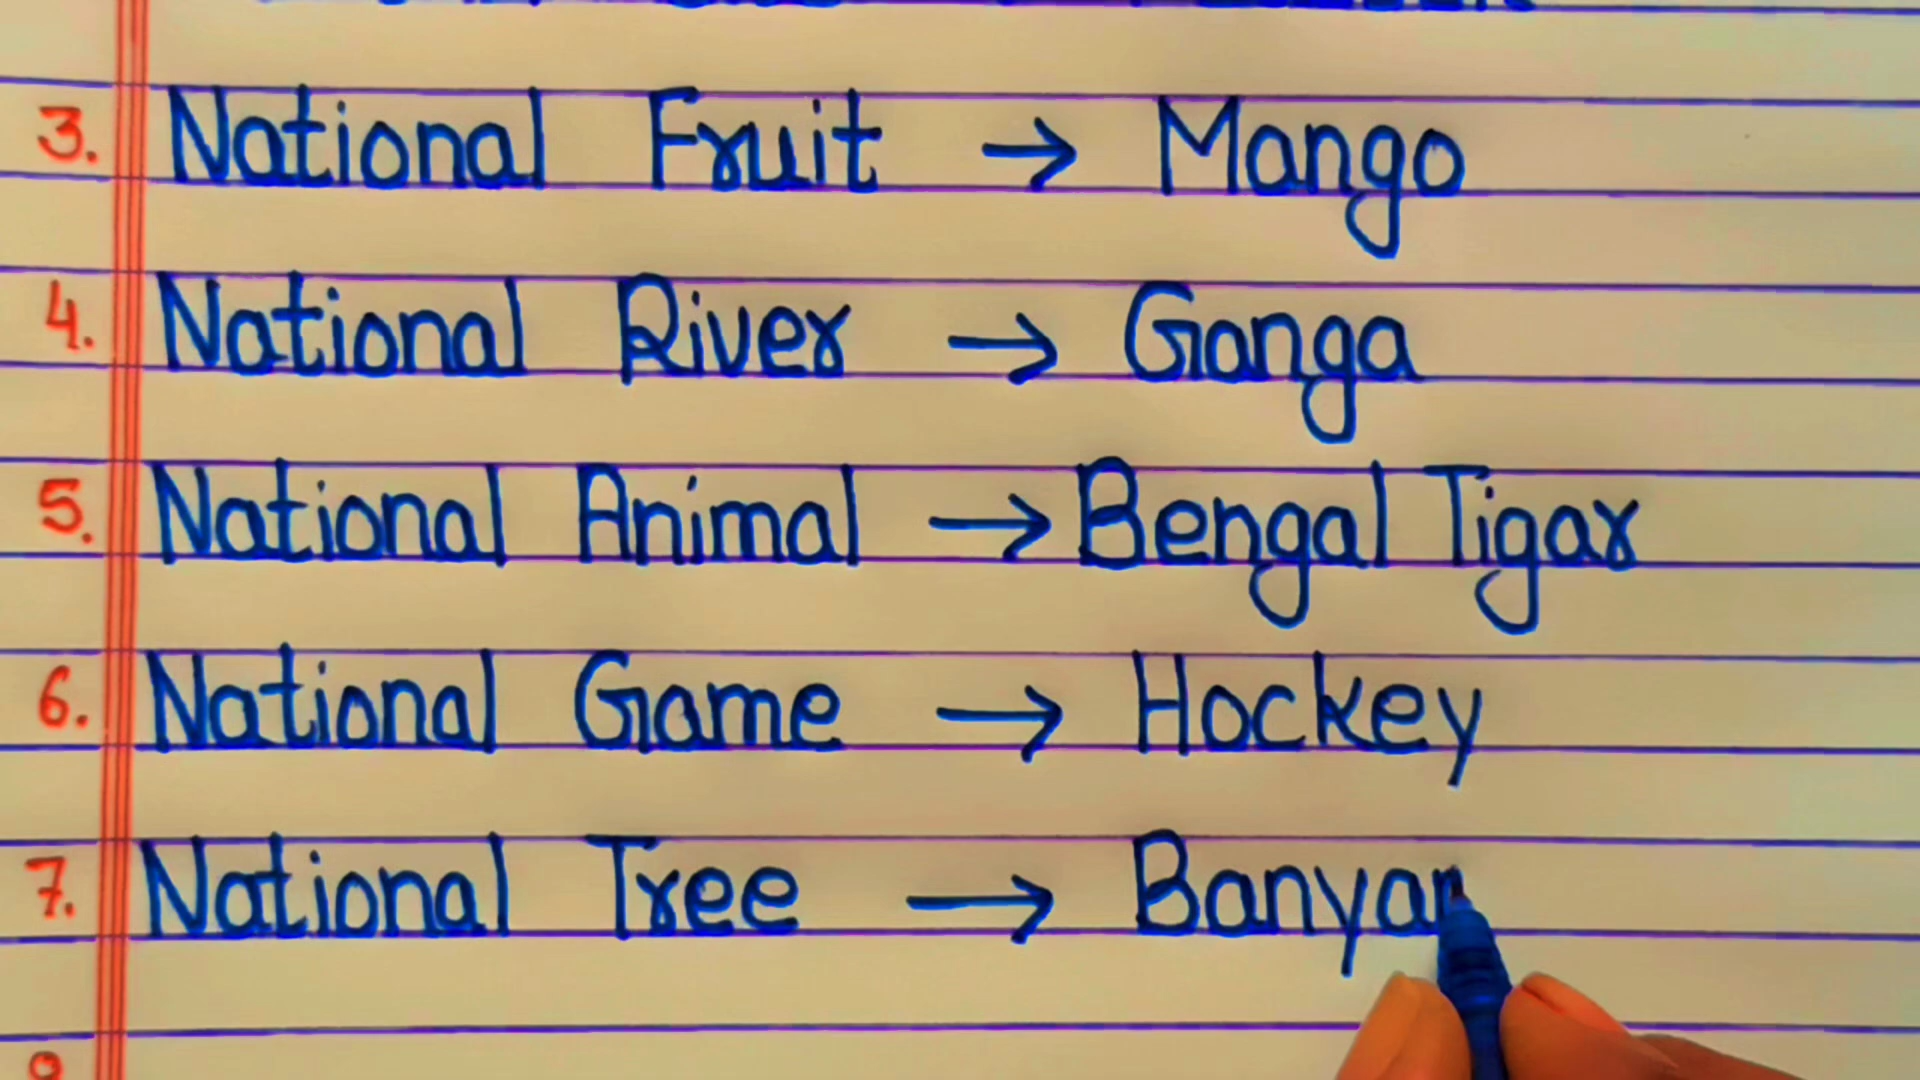 3. National Fruit → Mango
4. National River → Ganga
5. National Animal → Bengal Tigar
6. National Game → Hockey
7. National Tree → Banyan